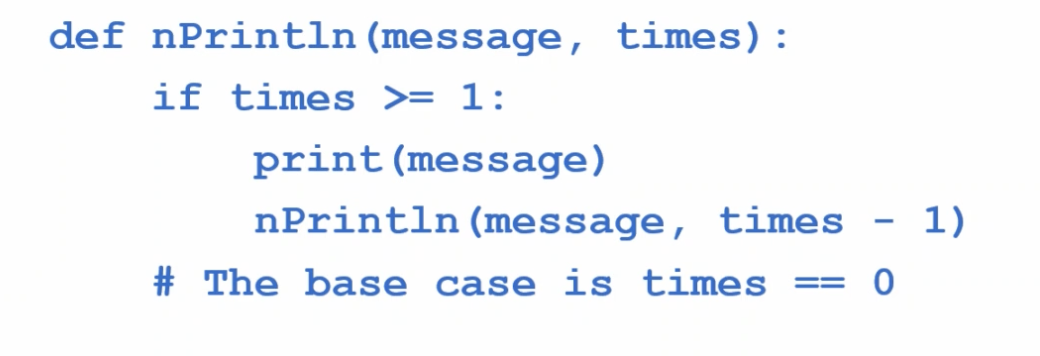 def nPrintln(message, times):
    if times >= 1:
        print(message)
        nPrintln(message, times - 1)
    # The base case is times == 0